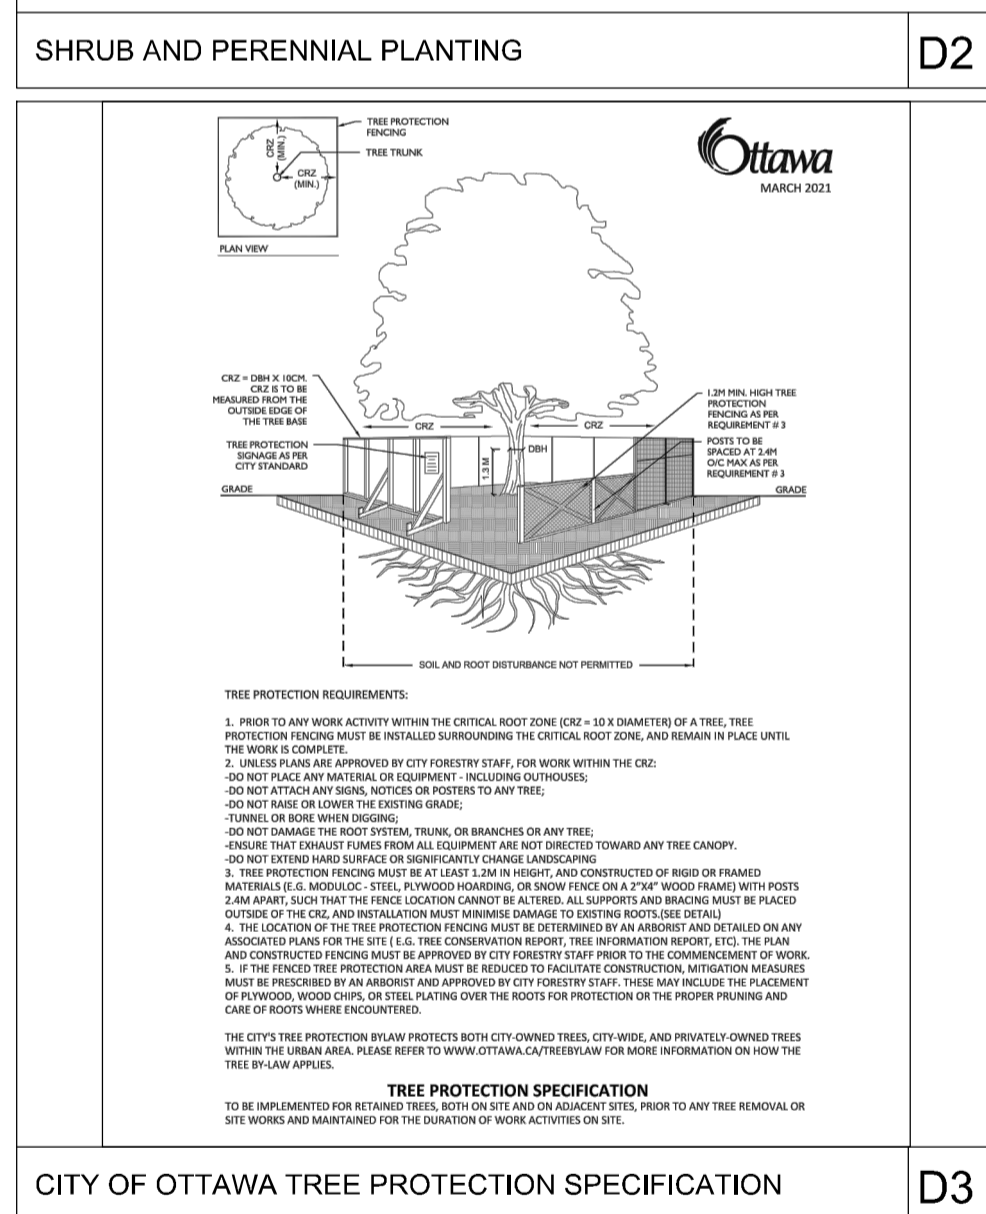 SHRUB AND PERENNIAL PLANTING
D2
TREE PROTECTION
FENCING
TREE TRUNK
CRZ
(MIN.)
CRZ
(MIN.)
PLAN VIEW
Ottawa
MARCH 2021
CRZ = DBH X 10CM.
CRZ IS TO BE
MEASURED FROM THE
OUTSIDE EDGE OF
THE TREE BASE
TREE PROTECTION
SIGNAGE AS PER
CITY STANDARD
GRADE
CRZ
CRZ
DBH
1.3 M
1.2M MIN. HIGH TREE
PROTECTION
FENCING AS PER
REQUIREMENT # 3
POSTS TO BE
SPACED AT 2.4M
O/C MAX AS PER
REQUIREMENT # 3
GRADE
SOIL AND ROOT DISTURBANCE NOT PERMITTED
TREE PROTECTION REQUIREMENTS:
1. PRIOR TO ANY WORK ACTIVITY WITHIN THE CRITICAL ROOT ZONE (CRZ = 10 X DIAMETER) OF A TREE, TREE
PROTECTION FENCING MUST BE INSTALLED SURROUNDING THE CRITICAL ROOT ZONE, AND REMAIN IN PLACE UNTIL
THE WORK IS COMPLETE.
2. UNLESS PLANS ARE APPROVED BY CITY FORESTRY STAFF, FOR WORK WITHIN THE CRZ:
-DO NOT PLACE ANY MATERIAL OR EQUIPMENT - INCLUDING OUTHOUSES;
-DO NOT ATTACH ANY SIGNS, NOTICES OR POSTERS TO ANY TREE;
-DO NOT RAISE OR LOWER THE EXISTING GRADE;
-TUNNEL OR BORE WHEN DIGGING;
-DO NOT DAMAGE THE ROOT SYSTEM, TRUNK, OR BRANCHES OR ANY TREE;
-ENSURE THAT EXHAUST FUMES FROM ALL EQUIPMENT ARE NOT DIRECTED TOWARD ANY TREE CANOPY.
-DO NOT EXTEND HARD SURFACE OR SIGNIFICANTLY CHANGE LANDSCAPING
3. TREE PROTECTION FENCING MUST BE AT LEAST 1.2M IN HEIGHT, AND CONSTRUCTED OF RIGID OR FRAMED
MATERIALS (E.G. MODULOC - STEEL, PLYWOOD HOARDING, OR SNOW FENCE ON A 2"X4" WOOD FRAME) WITH POSTS
2.4M APART, SUCH THAT THE FENCE LOCATION CANNOT BE ALTERED. ALL SUPPORTS AND BRACING MUST BE PLACED
OUTSIDE OF THE CRZ, AND INSTALLATION MUST MINIMISE DAMAGE TO EXISTING ROOTS.(SEE DETAIL)
4. THE LOCATION OF THE TREE PROTECTION FENCING MUST BE DETERMINED BY AN ARBORIST AND DETAILED ON ANY
ASSOCIATED PLANS FOR THE SITE ( E.G. TREE CONSERVATION REPORT, TREE INFORMATION REPORT, ETC). THE PLAN
AND CONSTRUCTED FENCING MUST BE APPROVED BY CITY FORESTRY STAFF PRIOR TO THE COMMENCEMENT OF WORK.
5. IF THE FENCED TREE PROTECTION AREA MUST BE REDUCED TO FACILITATE CONSTRUCTION, MITIGATION MEASURES
MUST BE PRESCRIBED BY AN ARBORIST AND APPROVED BY CITY FORESTRY STAFF. THESE MAY INCLUDE THE PLACEMENT
OF PLYWOOD, WOOD CHIPS, OR STEEL PLATING OVER THE ROOTS FOR PROTECTION OR THE PROPER PRUNING AND
CARE OF ROOTS WHERE ENCOUNTERED.
THE CITY'S TREE PROTECTION BYLAW PROTECTS BOTH CITY-OWNED TREES, CITY-WIDE, AND PRIVATELY-OWNED TREES
WITHIN THE URBAN AREA. PLEASE REFER TO WWW.OTTAWA.CA/TREEBYLAW FOR MORE INFORMATION ON HOW THE
TREE BY-LAW APPLIES.
TREE PROTECTION SPECIFICATION
TO BE IMPLEMENTED FOR RETAINED TREES, BOTH ON SITE AND ON ADJACENT SITES, PRIOR TO ANY TREE REMOVAL OR
SITE WORKS AND MAINTAINED FOR THE DURATION OF WORK ACTIVITIES ON SITE.
CITY OF OTTAWA TREE PROTECTION SPECIFICATION
D3